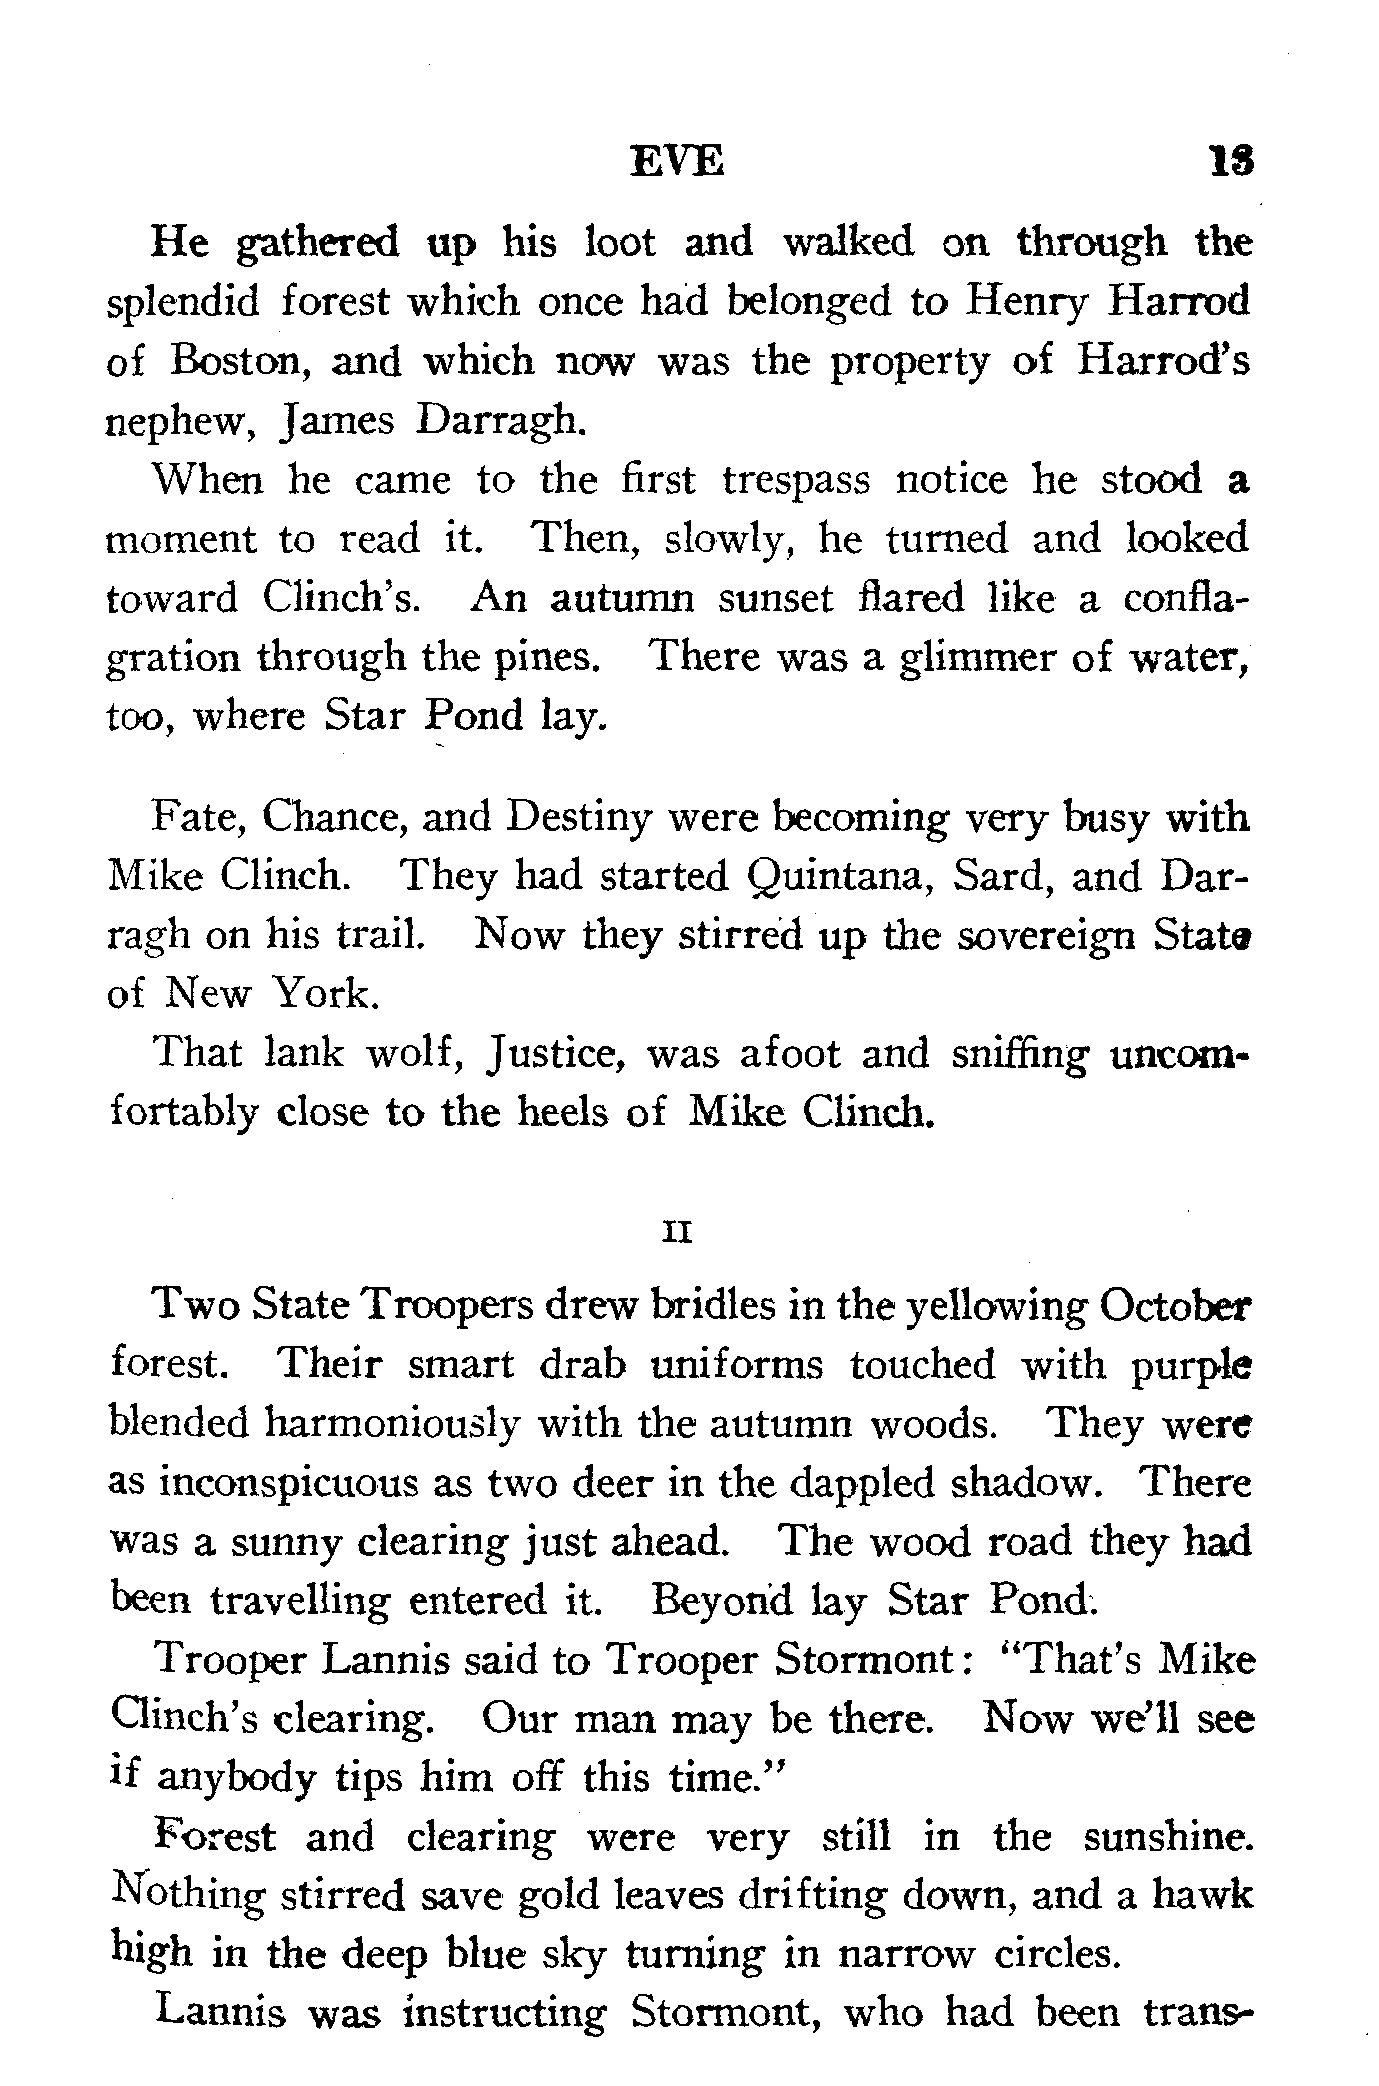 EVE 13
He gathered up his loot and walked on through the
splendid forest which once had belonged to Henry Harrod
of Boston, and which now was the property of Harrod's
nephew, James Darragh.
When he came to the first trespass notice he stood a
moment to read it. Then, slowly, he turned and looked
toward Clinch's. An autumn sunset flared like a confla-
gration through the pines. There was a glimmer of water,
too, where Star Pond lay.
Fate, Chance, and Destiny were becoming very busy with
Mike Clinch. They had started Quintana, Sard, and Dar-
ragh on his trail. Now they stirred up the sovereign State
of New York.
That lank wolf, Justice, was afoot and sniffing uncom-
fortably close to the heels of Mike Clinch.
II
Two State Troopers drew bridles in the yellowing October
forest. Their smart drab uniforms touched with purple
blended harmoniously with the autumn woods. They were
as inconspicuous as two deer in the dappled shadow. There
was a sunny clearing just ahead. The wood road they had
been travelling entered it. Beyond lay Star Pond.
Trooper Lannis said to Trooper Stormont: "That's Mike
Clinch's clearing. Our man may be there. Now we'll see
if anybody tips him off this time."
Forest and clearing were very still in the sunshine.
Nothing stirred save gold leaves drifting down, and a hawk
high in the deep blue sky turning in narrow circles.
Lannis was instructing Stormont, who had been trans-